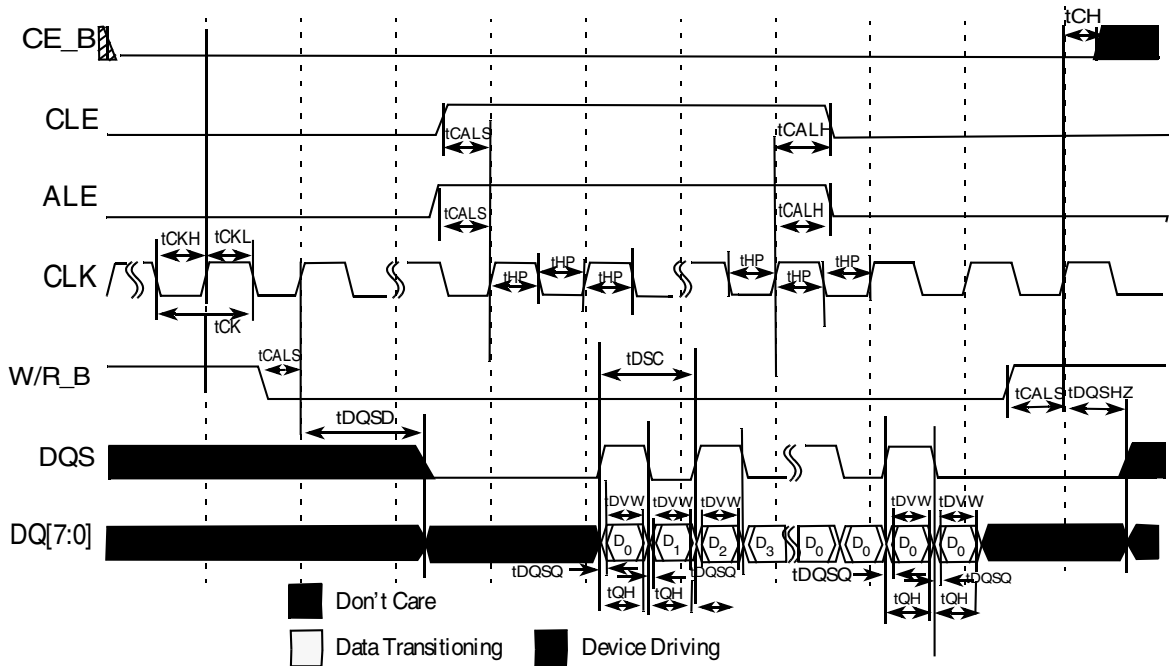 tCH
CE_B
CLE
tCALS
tCALH
ALE
tCALS
tCALH
tCKH
tCKL
CLK
tHP
tHP
tHP
tHP
tHP
tHP
tCK
tCALS
tDSC
W/R_B
tCALS
tDQSHZ
tDQSD
DQS
tDVW
tDVW
tDVW
tDVW
tDVW
DQ[7:0]
D0
D1
D2
D3
D0
D0
D0
D0
tDQSQ
tDQSQ
tDQSQ
tDQSQ
tQH
tQH
tQH
tQH
Don't Care
Data Transitioning
Device Driving